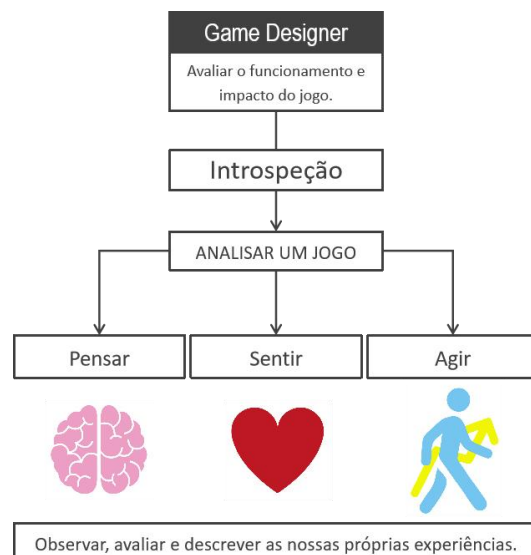 Game Designer
Avaliar o funcionamento e
impacto do jogo.
Introspeção
ANALISAR UM JOGO
Pensar
Sentir
Agir
Observar, avaliar e descrever as nossas próprias experiências.